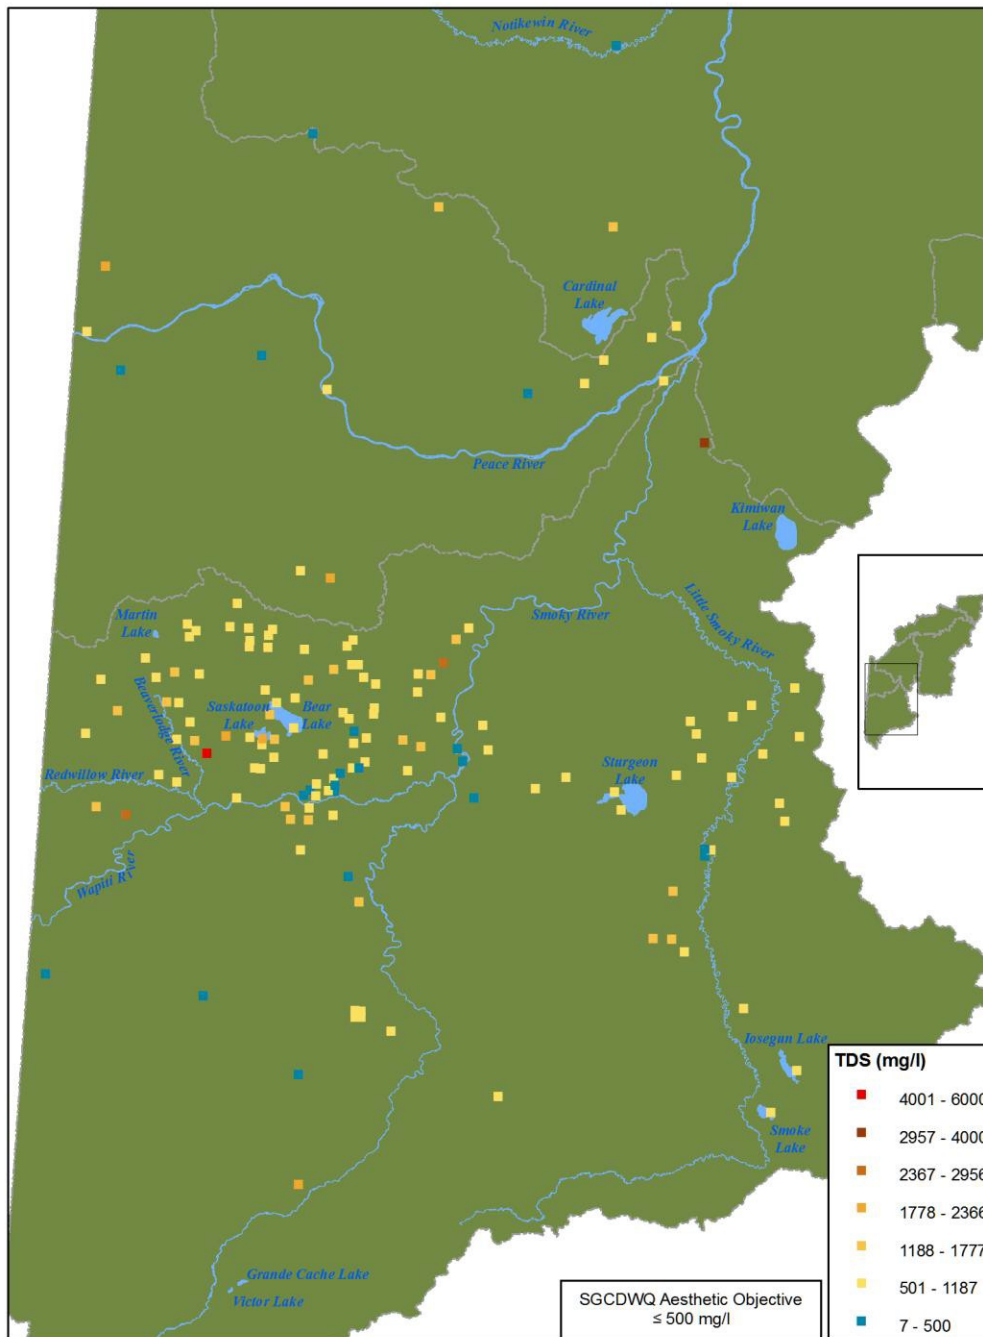 Notikewin River
Cardinal
Lake
Peace River
Kimiwan
Lake
Martin
Lake
Smoky River
Little Smoky River
Beaverlodge River
Saskatoon
Lake
Bear
Lake
Redwillow River
Sturgeon
Lake
Wapiti River
Iosegun Lake
Smoke
Lake
Grande Cache Lake
Victor Lake
SGCDWQ Aesthetic Objective
≤ 500 mg/l
TDS (mg/l)
4001 - 6000
2957 - 4000
2367 - 2956
1778 - 2366
1188 - 1777
501 - 1187
7 - 500